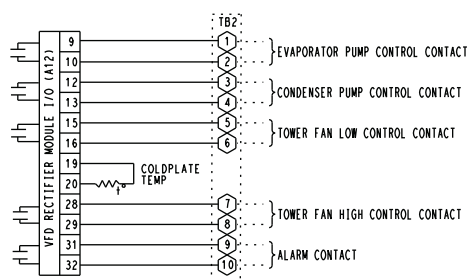 TB2
VFD RECTIFIER MODULE I/O (A12)
9 1
10 2
EVAPORATOR PUMP CONTROL CONTACT
12 3
13 4
CONDENSER PUMP CONTROL CONTACT
15 5
16 6
TOWER FAN LOW CONTROL CONTACT
19
20
COLDPLATE
TEMP
t
28 7
29 8
TOWER FAN HIGH CONTROL CONTACT
31 9
32 10
ALARM CONTACT